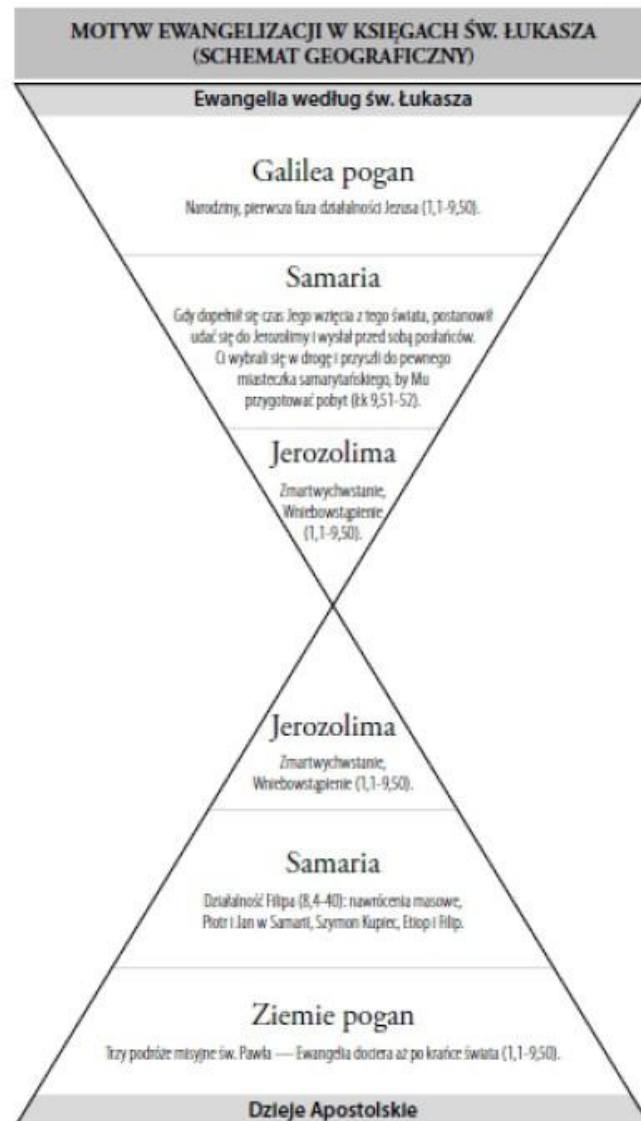 MOTYW EWANGELIZACJI W KSIĘGACH ŚW. ŁUKASZA
(SCHEMAT GEOGRAFICZNY)
Ewangelia według św. Łukasza
Galilea pogan
Narodziny, pierwsza faza działalności Jezusa (1,1-9,50).
Samaria
Gdy dopełnił się czas Jego wzięcia z tego świata, postanowił
udać się do Jerozolimy i wysłał przed sobą posłańców.
Ci wybrali się w drogę i przyszli do pewnego
miasteczka samarytańskiego, by Mu
przygotować pobyt (Łk 9,51-52).
Jerozolima
Zmartwychwstanie,
Wniebowstąpienie
(1,1-9,50).
Jerozolima
Zmartwychwstanie,
Wniebowstąpienie (1,1-9,50).
Samaria
Działalność Filipa (8,4-40): nawrócenia masowe,
Piotr i Jan w Samarii, Szymon Kupiec, Etiop i Filip.
Ziemie pogan
Trzy podróże misyjne św. Pawła — Ewangelia dociera aż po krańce świata (1,1-9,50).
Dzieje Apostolskie